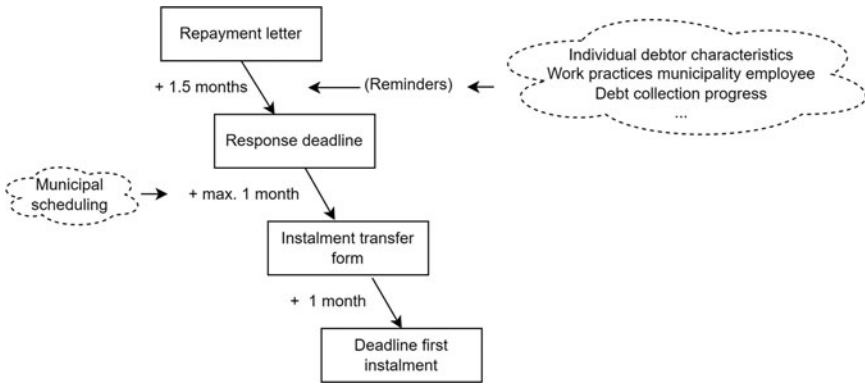 Repayment letter
Individual debtor characteristics
Work practices municipality employee
Debt collection progress
...
+ 1.5 months
(Reminders)
Response deadline
Municipal
scheduling
+ max. 1 month
Instalment transfer
form
+ 1 month
Deadline first
instalment